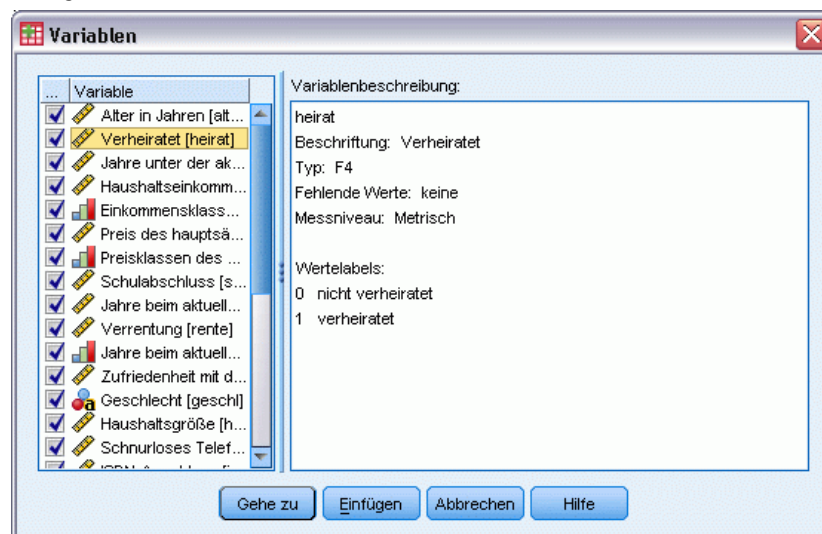 Variablen
... Variable
Alter in Jahren [alt...
Verheiratet [heirat]
Jahre unter der ak...
Haushaltseinkomm...
Einkommensklass...
Preis des hauptsä...
Preisklassen des ...
Schulabschluss [s...
Jahre beim aktuell...
Verrentung [rente]
Jahre beim aktuell...
Zufriedenheit mit d...
Geschlecht [geschl]
Haushaltsgröße [h...
Schnurloses Telef...
Variablenbeschreibung:
heirat
Beschriftung: Verheiratet
Typ: F4
Fehlende Werte: keine
Messniveau: Metrisch
Wertelabels:
0 nicht verheiratet
1 verheiratet
Gehe zu Einfügen Abbrechen Hilfe